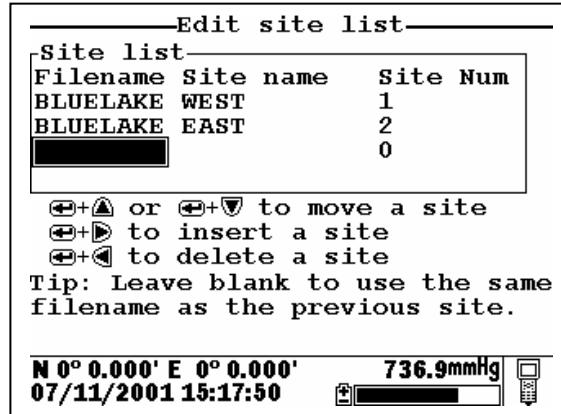 Edit site list
Site list
Filename Site name Site Num
BLUELAKE WEST 1
BLUELAKE EAST 2
0
+ or + to move a site
+ to insert a site
+ to delete a site
Tip: Leave blank to use the same
filename as the previous site.
N 0° 0.000' E 0° 0.000' 736.9mmHg
07/11/2001 15:17:50